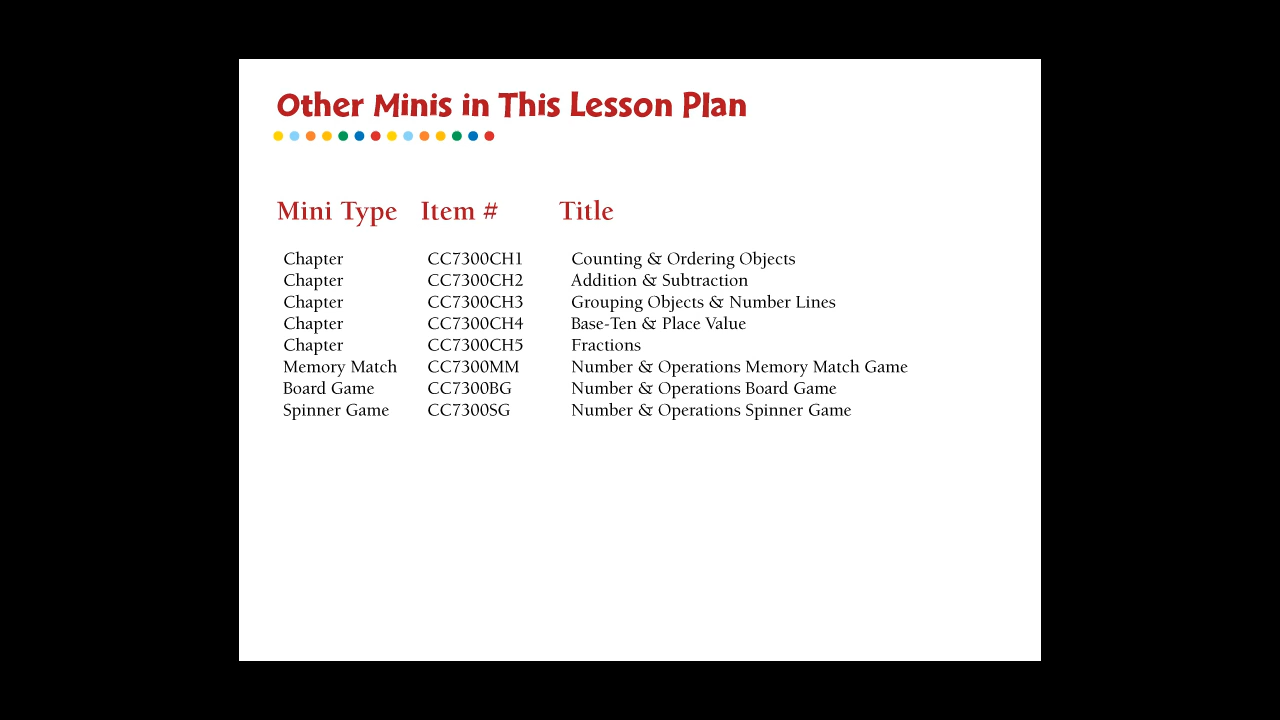 Other Minis in This Lesson Plan
Mini Type Item # Title
Chapter CC7300CH1 Counting & Ordering Objects
Chapter CC7300CH2 Addition & Subtraction
Chapter CC7300CH3 Grouping Objects & Number Lines
Chapter CC7300CH4 Base-Ten & Place Value
Chapter CC7300CH5 Fractions
Memory Match CC7300MM Number & Operations Memory Match Game
Board Game CC7300BG Number & Operations Board Game
Spinner Game CC7300SG Number & Operations Spinner Game